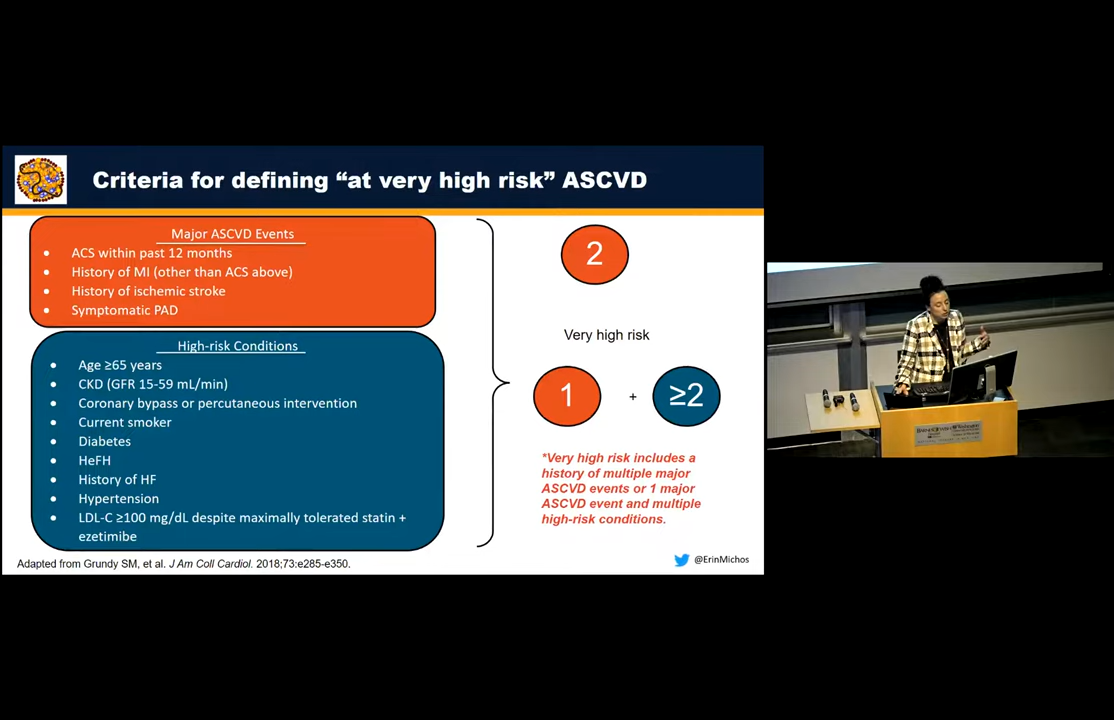 Criteria for defining “at very high risk” ASCVD
Major ASCVD Events
• ACS within past 12 months
• History of MI (other than ACS above)
• History of ischemic stroke
• Symptomatic PAD
High-risk Conditions
• Age ≥65 years
• CKD (GFR 15-59 mL/min)
• Coronary bypass or percutaneous intervention
• Current smoker
• Diabetes
• HeFH
• History of HF
• Hypertension
• LDL-C ≥100 mg/dL despite maximally tolerated statin +
ezetimibe
2
Very high risk
1 + ≥2
*Very high risk includes a
history of multiple major
ASCVD events or 1 major
ASCVD event and multiple
high-risk conditions.
Adapted from Grundy SM, et al. J Am Coll Cardiol. 2018;73:e285-e350.
@ErinMichos